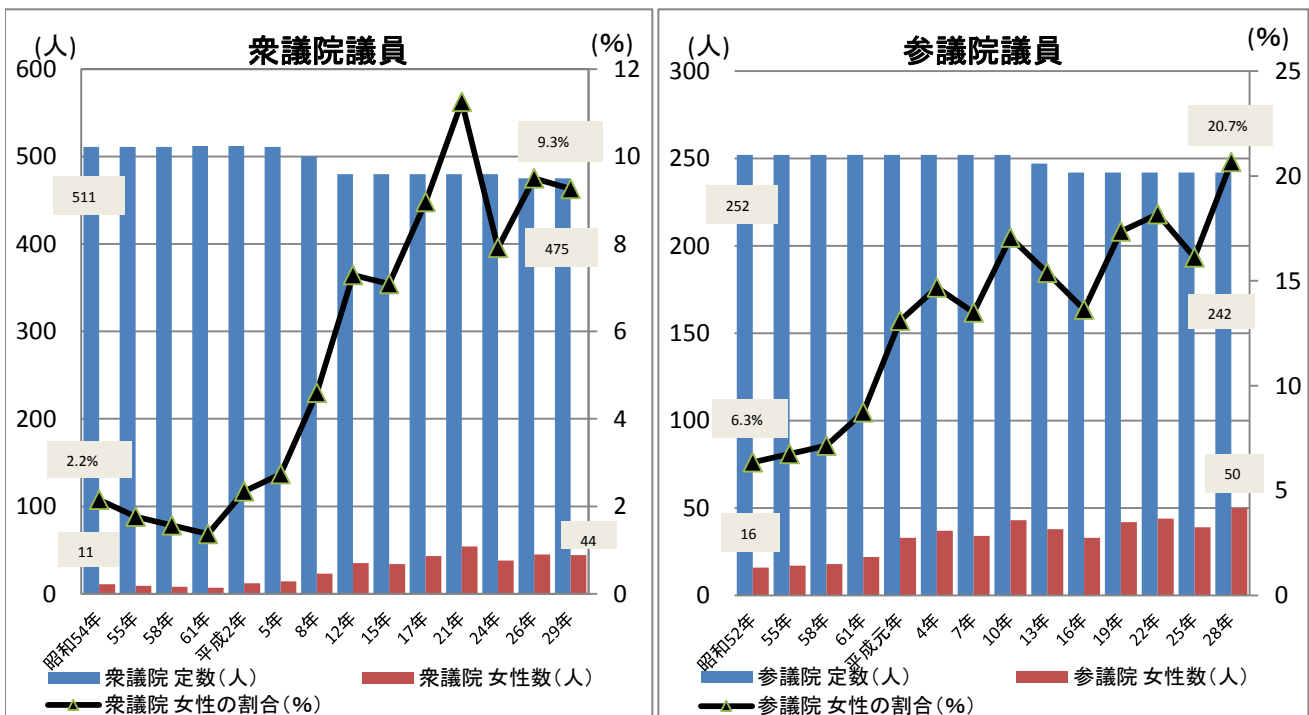 衆議院議員
(人)
(%)
600
500
400
300
200
100
0
12
10
8
6
4
2
0
511
2.2%
11
9.3%
475
44
昭和54年
55年
58年
61年
平成2年
5年
8年
12年
15年
17年
21年
24年
26年
29年
衆議院 定数(人)
衆議院 女性数(人)
衆議院 女性の割合(%)
参議院議員
(人)
(%)
300
250
200
150
100
50
0
25
20
15
10
5
0
252
6.3%
16
20.7%
242
50
昭和52年
55年
58年
61年
平成元年
4年
7年
10年
13年
16年
19年
22年
25年
28年
参議院 定数(人)
参議院 女性数(人)
参議院 女性の割合(%)